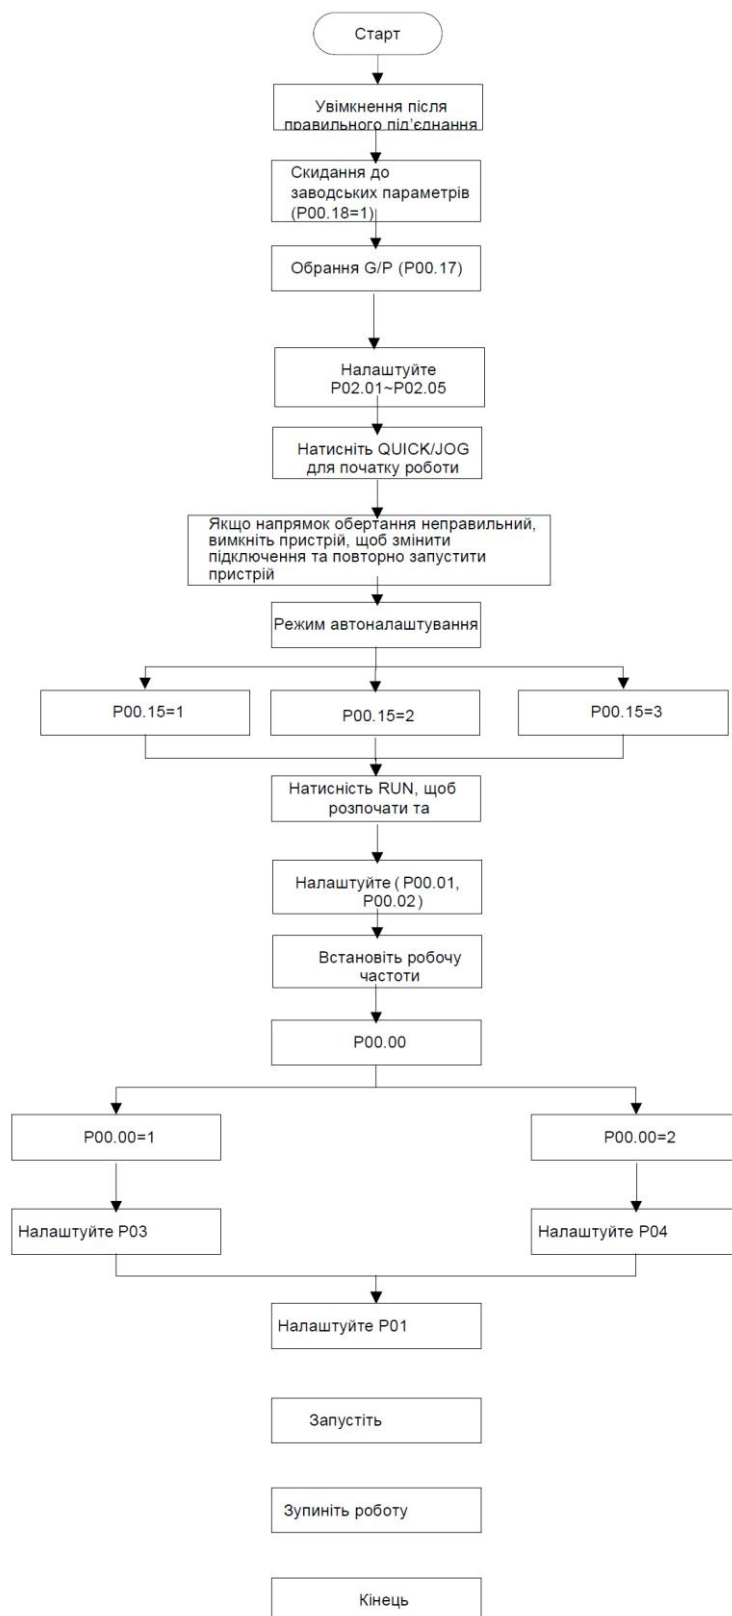 Старт
Увімкнення після
правильного під’єднання
Скидання до
заводських параметрів
(P00.18=1)
Обрання G/P (P00.17)
Налаштуйте
P02.01~P02.05
Натисніть QUICK/JOG
для початку роботи
Якщо напрямок обертання неправильний,
вимкніть пристрій, щоб змінити
підключення та повторно запустити
пристрій
Режим автоналаштування
P00.15=1
P00.15=2
P00.15=3
Натисність RUN, щоб
розпочати та
Налаштуйте (P00.01,
P00.02)
Встановіть робочу
частоти
P00.00
P00.00=1
P00.00=2
Налаштуйте P03
Налаштуйте P04
Налаштуйте P01
Запустіть
Зупиніть роботу
Кінець